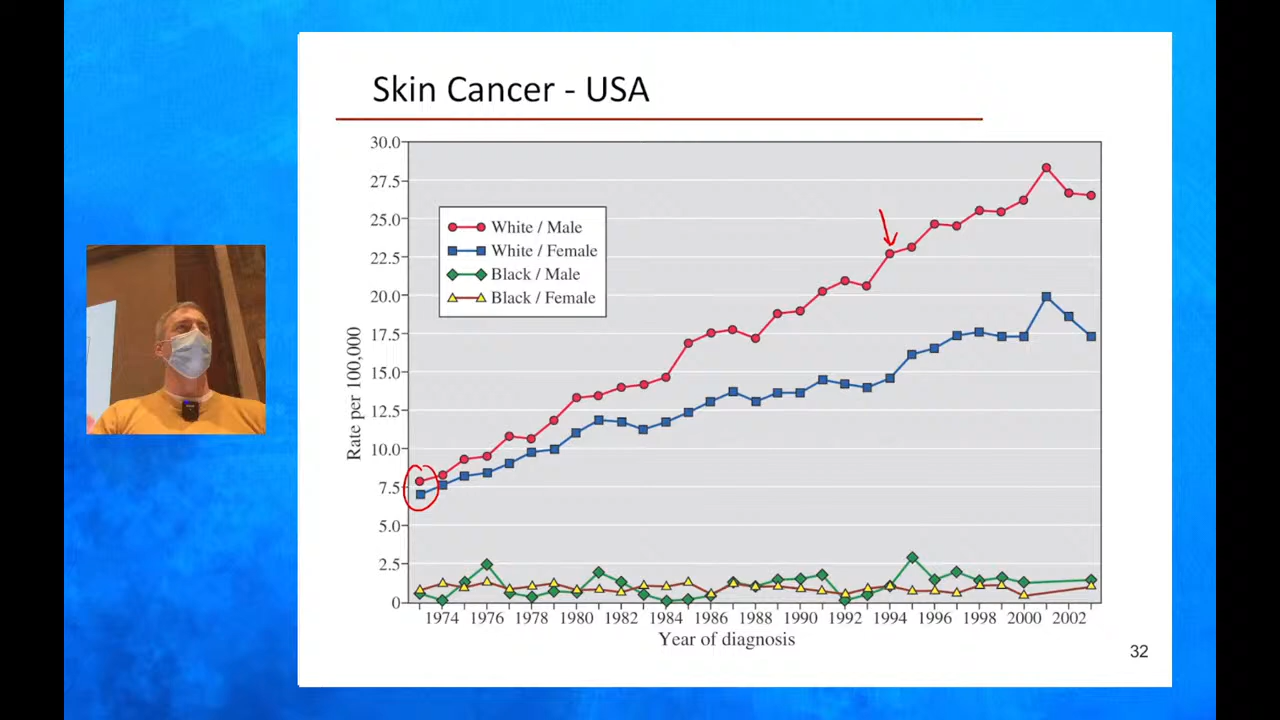 Skin Cancer - USA
30.0
27.5
25.0
22.5
20.0
17.5
15.0
12.5
10.0
7.5
5.0
2.5
0
Rate per 100,000
White / Male
White / Female
Black / Male
Black / Female
1974 1976 1978 1980 1982 1984 1986 1988 1990 1992 1994 1996 1998 2000 2002
Year of diagnosis
32